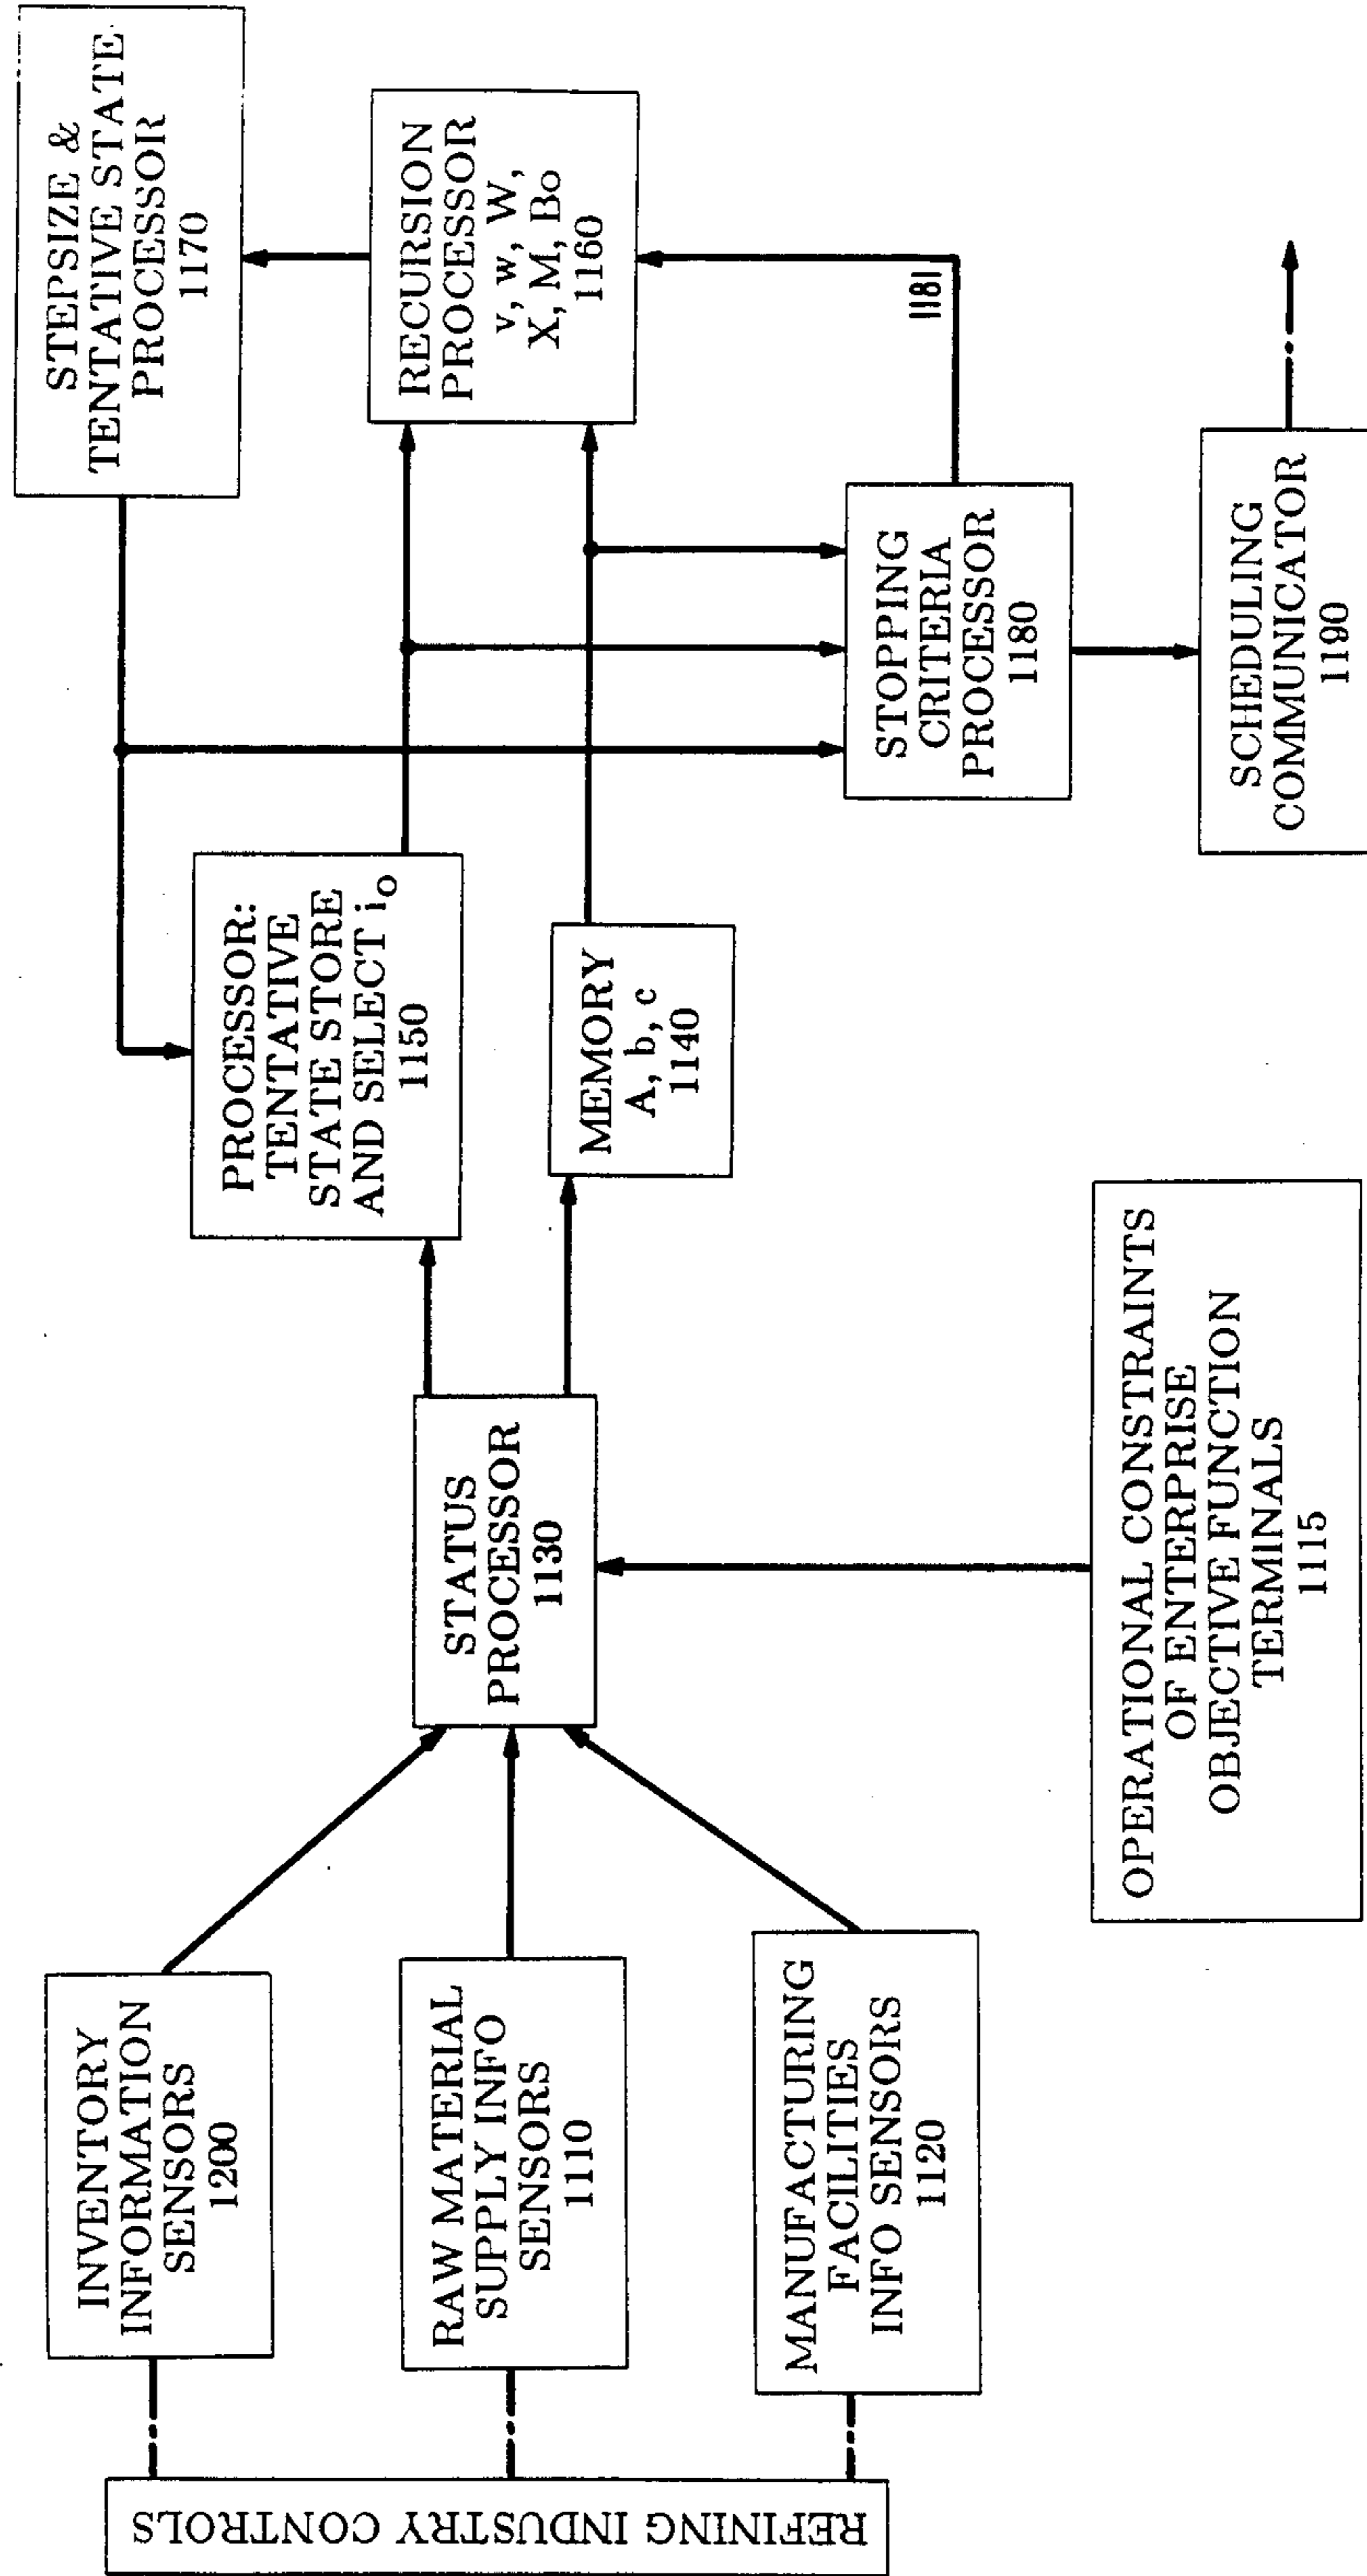 REFINING INDUSTRY CONTROLS
INVENTORY
INFORMATION
SENSORS
1200
RAW MATERIAL
SUPPLY INFO
SENSORS
1110
MANUFACTURING
FACILITIES
INFO SENSORS
1120
STATUS
PROCESSOR
1130
OPERATIONAL CONSTRAINTS
OF ENTERPRISE
OBJECTIVE FUNCTION
TERMINALS
1115
PROCESSOR:
TENTATIVE
STATE STORE
AND SELECT io
1150
MEMORY
A, b, c
1140
STEPSIZE &
TENTATIVE STATE
PROCESSOR
1170
RECURSION
PROCESSOR
v, w, W,
X, M, Bo
1160
1181
STOPPING
CRITERIA
PROCESSOR
1180
SCHEDULING
COMMUNICATOR
1190